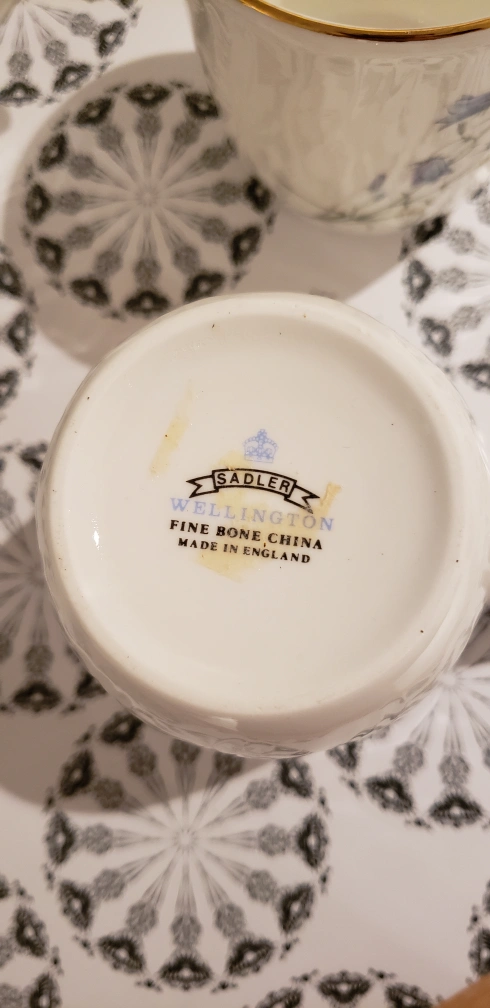 SADLER
WELLINGTON
FINE BONE CHINA
MADE IN ENGLAND